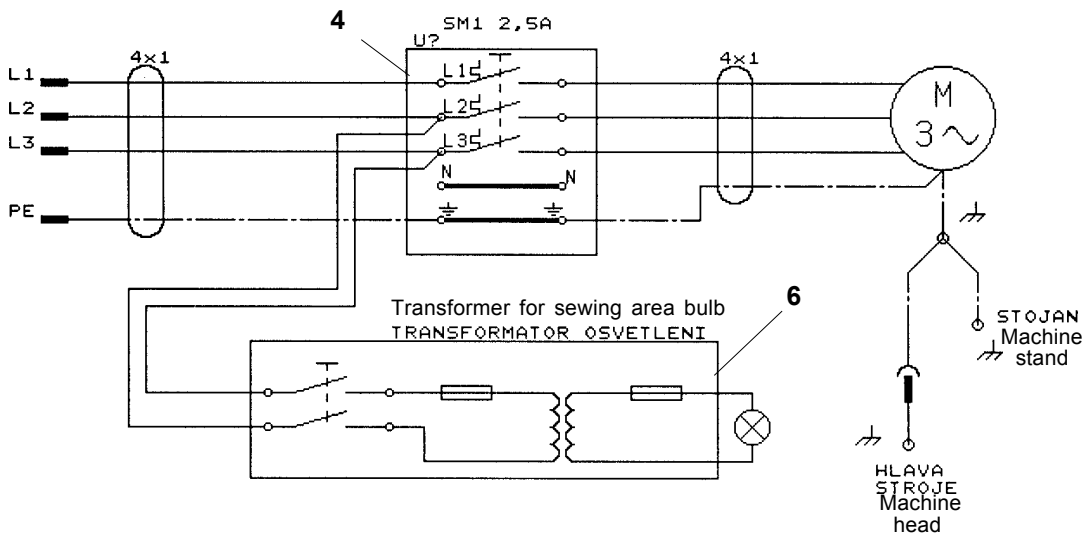 4
SM1 2,5A
U?
4x1
4x1
L1
L1
L2
L2
L3
L3
M
3
N
N
PE
Transformer for sewing area bulb
TRANSFORMATOR OSVETLENI
6
STOJAN
Machine
stand
HLAVA
STROJE
Machine
head